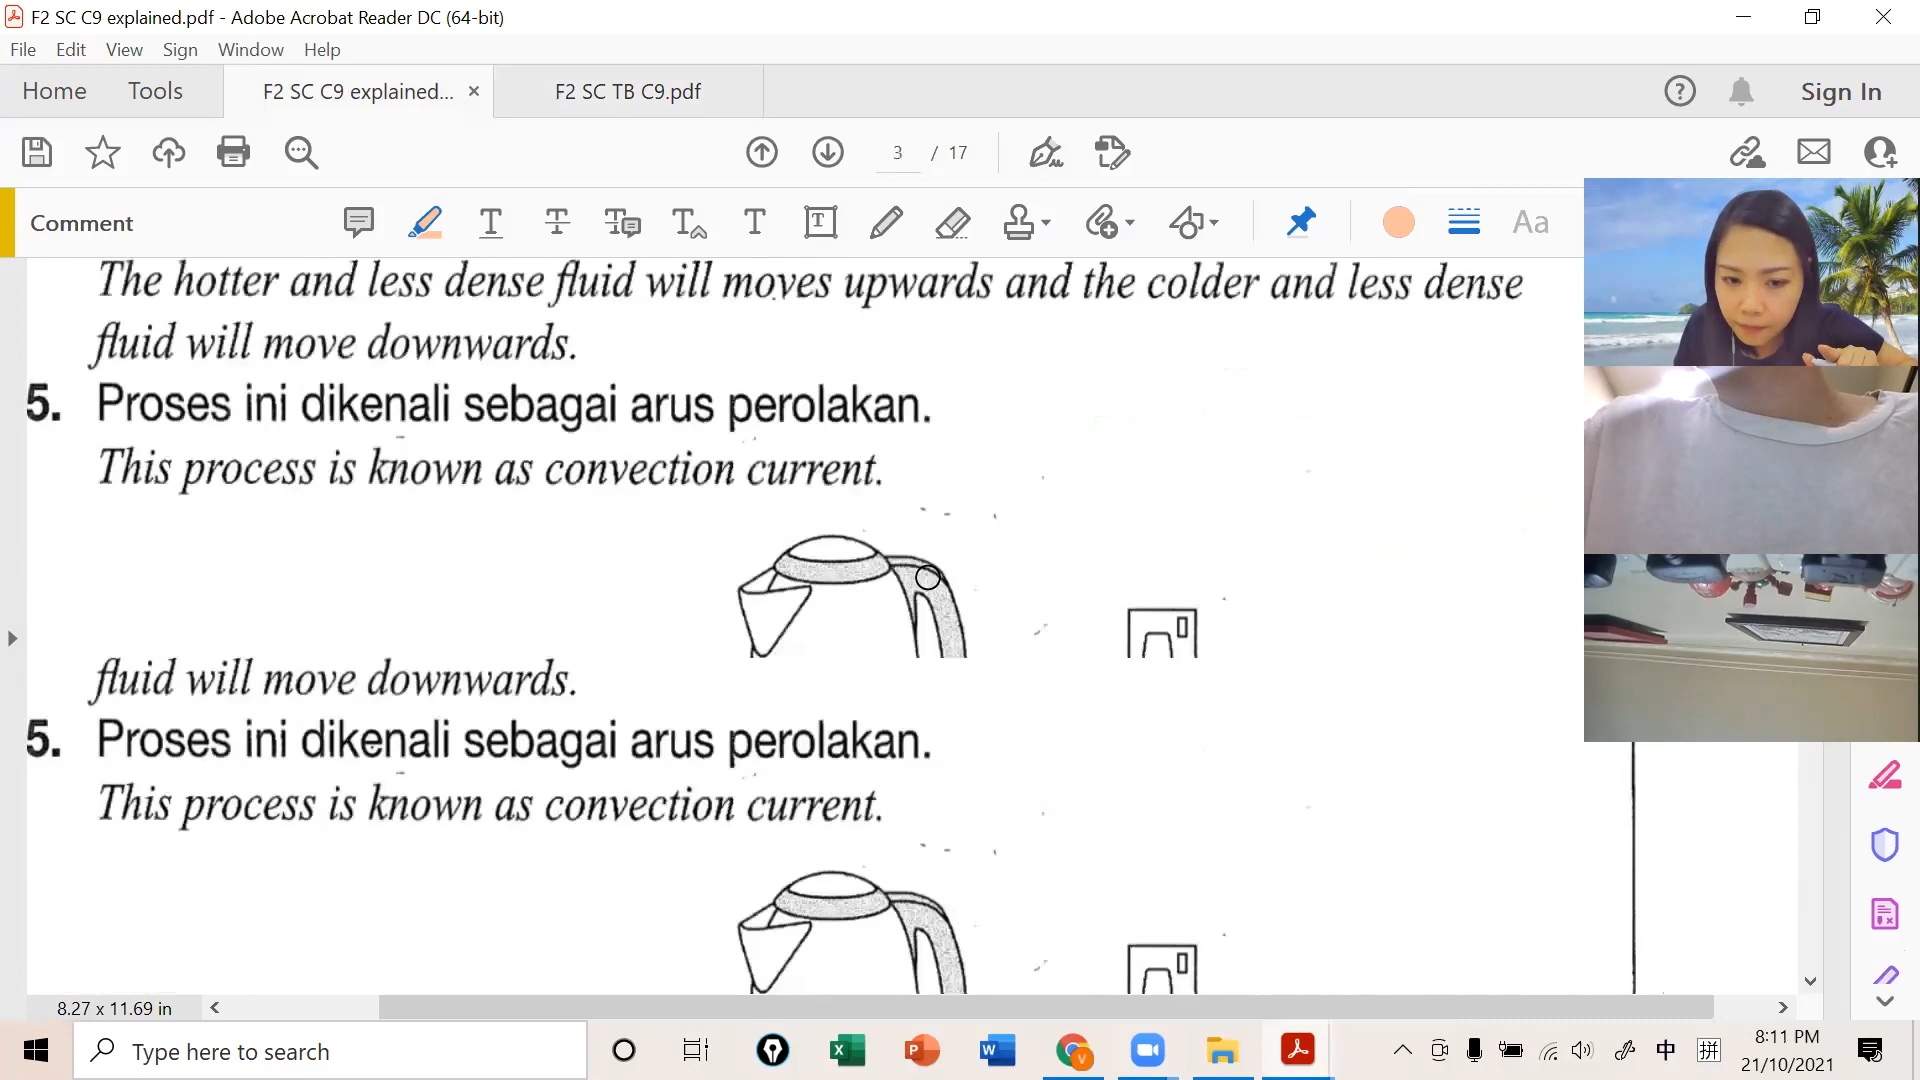 F2 SC C9 explained.pdf - Adobe Acrobat Reader DC (64-bit)
File Edit View Sign Window Help
Home Tools F2 SC C9 explained... × F2 SC TB C9.pdf Sign In
3 / 17
Comment
Aa
The hotter and less dense fluid will moves upwards and the colder and less dense
fluid will move downwards.
5. Proses ini dikenali sebagai arus perolakan.
This process is known as convection current.
fluid will move downwards.
5. Proses ini dikenali sebagai arus perolakan.
This process is known as convection current.
8.27 x 11.69 in
Type here to search
中 拼 8:11 PM
21/10/2021